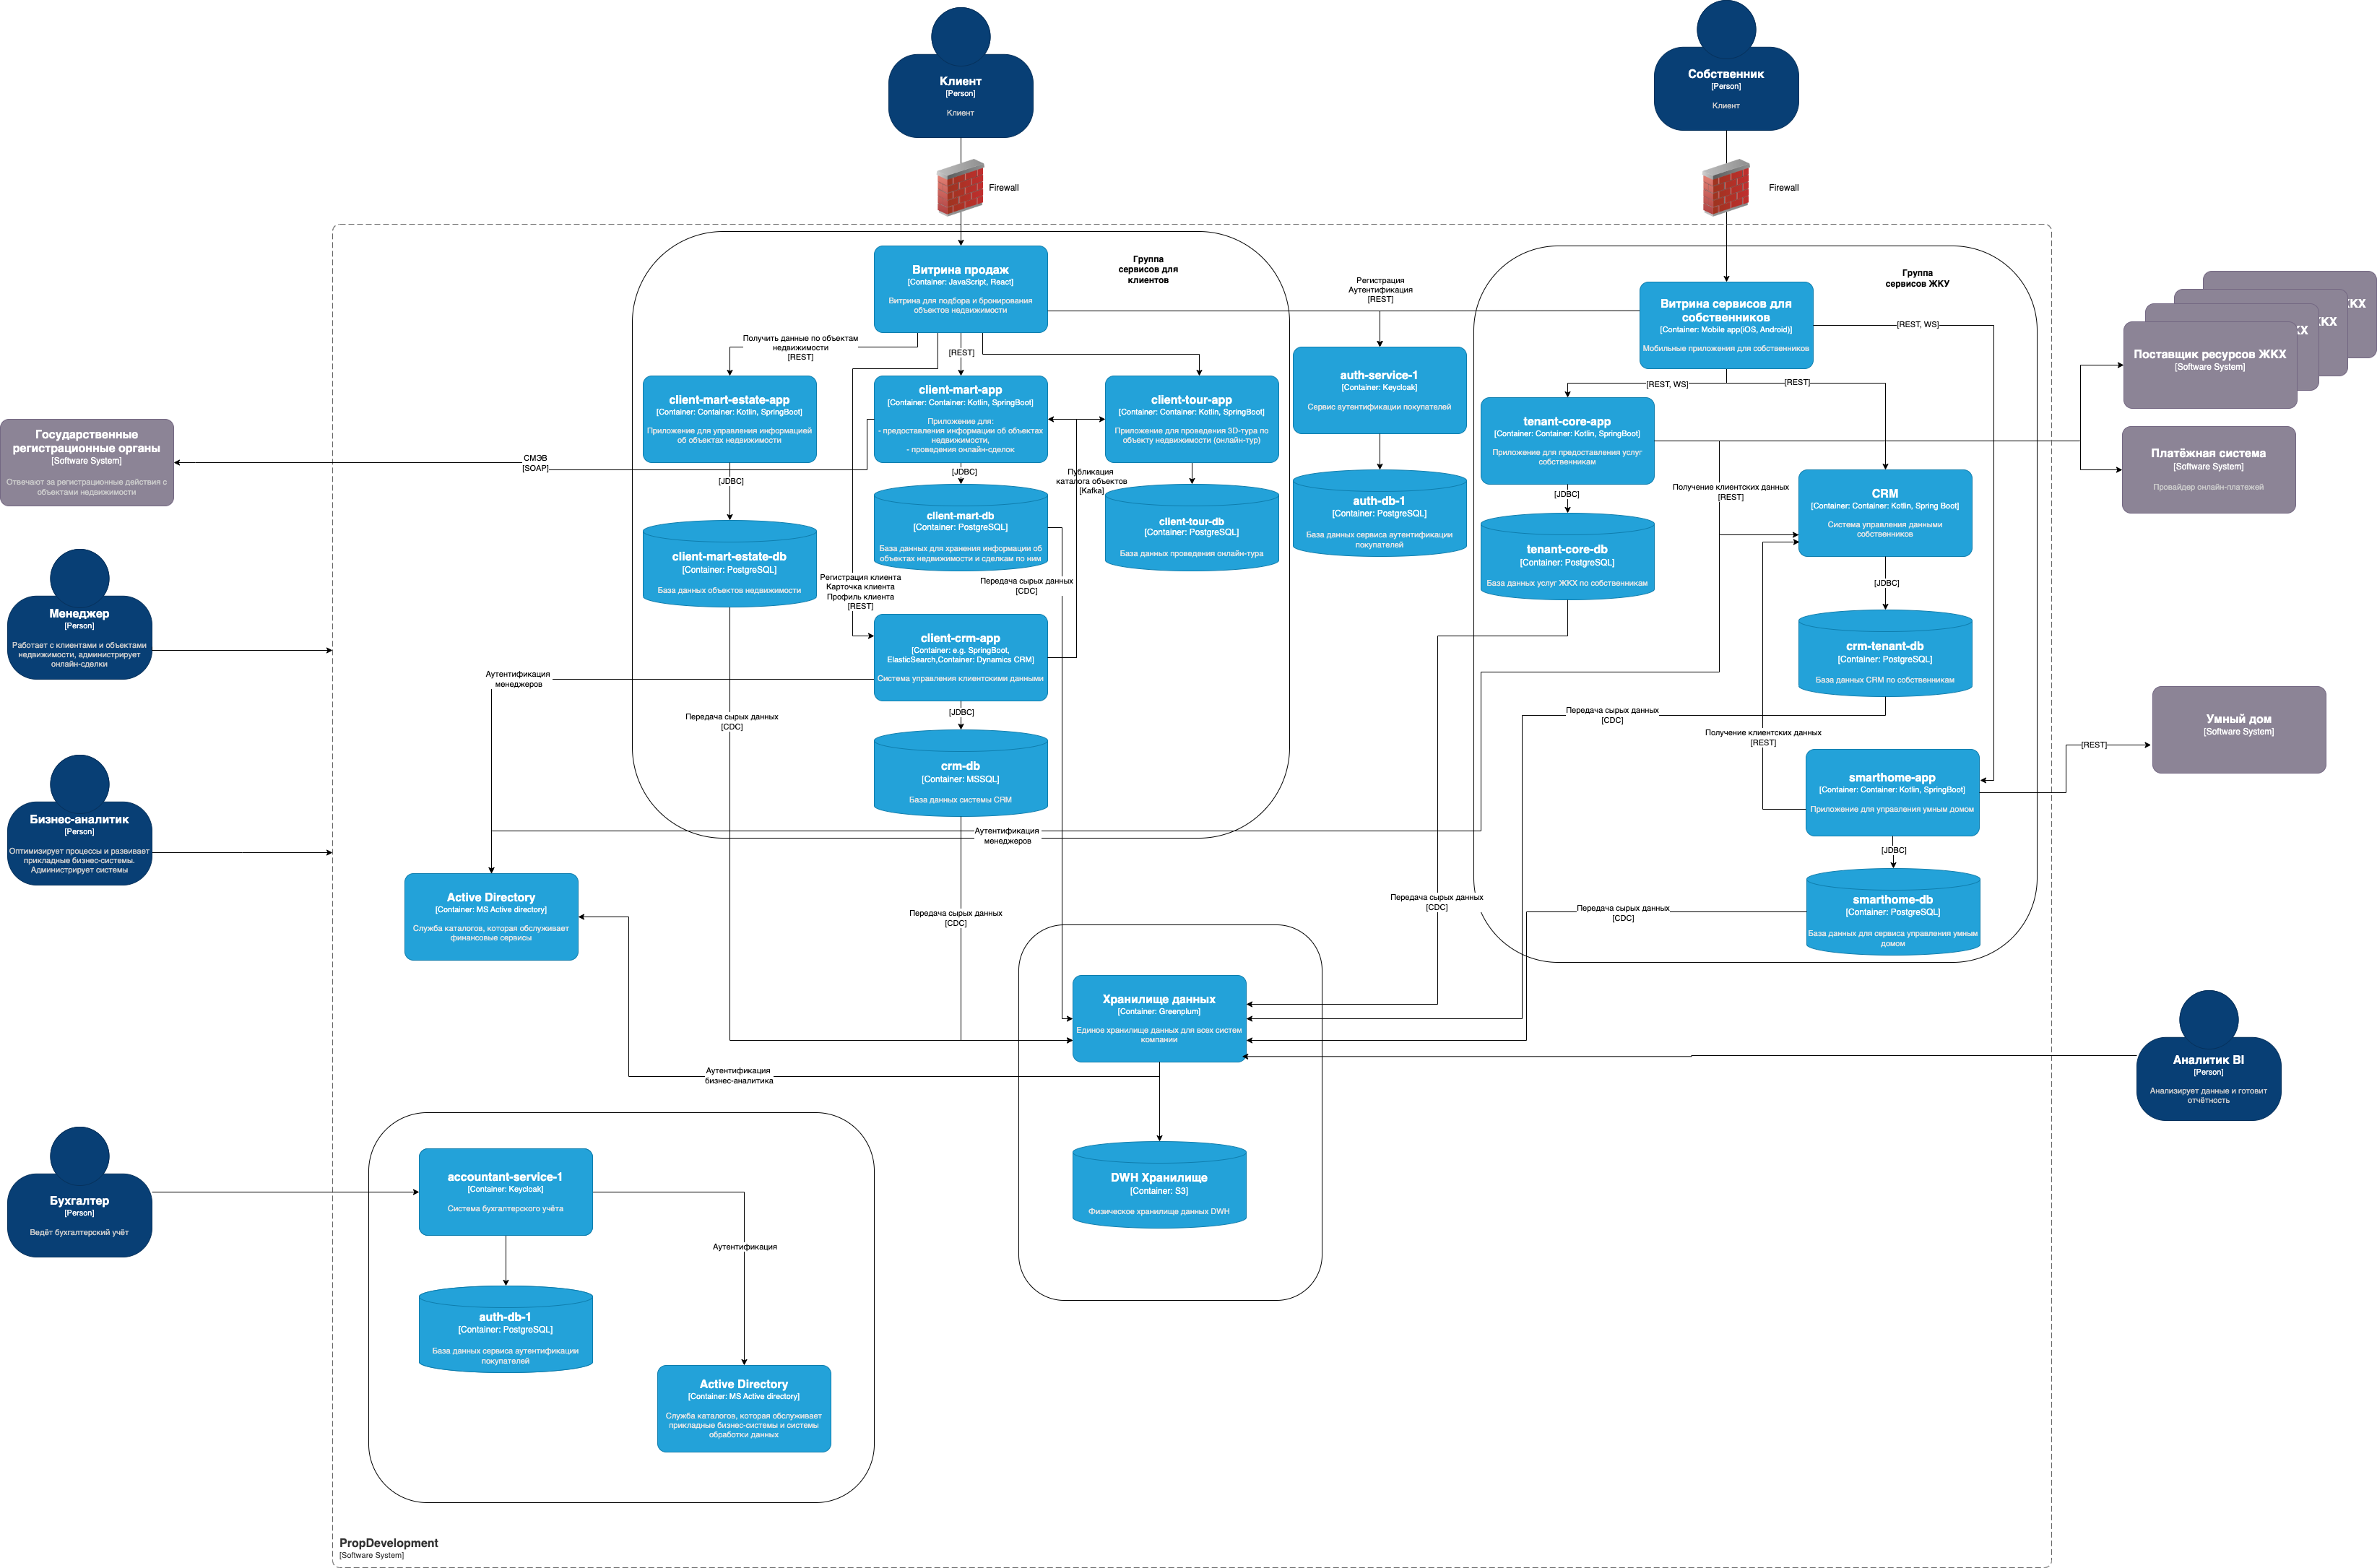 Клиент
[Person]
Клиент
Собственник
[Person]
Клиент
Firewall
Firewall
Группа
сервисов для
клиентов
Витрина продаж
[Container: JavaScript, React]
Витрина для подбора и бронирования
объектов недвижимости
Регистрация
Аутентификация
[REST]
Группа
сервисов ЖКУ
Витрина сервисов для
собственников
[Container: Mobile app(iOS, Android)]
Мобильные приложения для собственников
[REST, WS]
Получить данные по объектам
недвижимости
[REST]
[REST]
client-mart-estate-app
[Container: Container: Kotlin, SpringBoot]
Приложение для управления информацией
об объектах недвижимости
client-mart-app
[Container: Container: Kotlin, SpringBoot]
Приложение для:
- предоставления информации об объектах
недвижимости,
- проведения онлайн-сделок
client-tour-app
[Container: Container: Kotlin, SpringBoot]
Приложение для проведения 3D-тура по
объекту недвижимости (онлайн-тур)
auth-service-1
[Container: Keycloak]
Сервис аутентификации покупателей
[REST, WS]
[REST]
tenant-core-app
[Container: Container: Kotlin, SpringBoot]
Приложение для предоставления услуг
собственникам
КХ
КХ
Х
Поставщик ресурсов ЖКХ
[Software System]
Платёжная система
[Software System]
Провайдер онлайн-платежей
Государственные
регистрационные органы
[Software System]
Отвечают за регистрационные действия с
объектами недвижимости
СМЭВ
[SOAP]
[JDBC]
[JDBC]
Публикация
каталога объектов
[Kafka]
[JDBC]
Получение клиентских данных
[REST]
CRM
[Container: Container: Kotlin, Spring Boot]
Система управления данными
собственников
client-mart-estate-db
[Container: PostgreSQL]
База данных объектов недвижимости
client-mart-db
[Container: PostgreSQL]
База данных для хранения информации об
объектах недвижимости и сделкам по ним
client-tour-db
[Container: PostgreSQL]
База данных проведения онлайн-тура
auth-db-1
[Container: PostgreSQL]
База данных сервиса аутентификации
покупателей
tenant-core-db
[Container: PostgreSQL]
База данных услуг ЖКХ по собственникам
[JDBC]
Регистрация клиента
Карточка клиента
Профиль клиента
[REST]
Передача сырых данных
[CDC]
Менеджер
[Person]
Работает с клиентами и объектами
недвижимости, администрирует
онлайн-сделки
client-crm-app
[Container: e.g. SpringBoot,
ElasticSearch,Container: Dynamics CRM]
Система управления клиентскими данными
crm-tenant-db
[Container: PostgreSQL]
База данных CRM по собственникам
Аутентификация
менеджеров
Передача сырых данных
[CDC]
[JDBC]
Передача сырых данных
[CDC]
Получение клиентских данных
[REST]
[REST]
Умный дом
[Software System]
crm-db
[Container: MSSQL]
База данных системы CRM
smarthome-app
[Container: Container: Kotlin, SpringBoot]
Приложение для управления умным домом
Бизнес-аналитик
[Person]
Оптимизирует процессы и развивает
прикладные бизнес-системы.
Администрирует системы
Аутентификация
менеджеров
[JDBC]
Active Directory
[Container: MS Active directory]
Служба каталогов, которая обслуживает
финансовые сервисы
Передача сырых данных
[CDC]
Передача сырых данных
[CDC]
Передача сырых данных
[CDC]
smarthome-db
[Container: PostgreSQL]
База данных для сервиса управления умным
домом
Хранилище данных
[Container: Greenplum]
Единое хранилище данных для всех систем
компании
Аутентификация
бизнес-аналитика
Аналитик BI
[Person]
Анализирует данные и готовит
отчётность
accountant-service-1
[Container: Keycloak]
Система бухгалтерского учёта
DWH Хранилище
[Container: S3]
Физическое хранилище данных DWH
Бухгалтер
[Person]
Ведёт бухгалтерский учёт
Аутентификация
auth-db-1
[Container: PostgreSQL]
База данных сервиса аутентификации
покупателей
Active Directory
[Container: MS Active directory]
Служба каталогов, которая обслуживает
прикладные бизнес-системы и системы
обработки данных
PropDevelopment
[Software System]